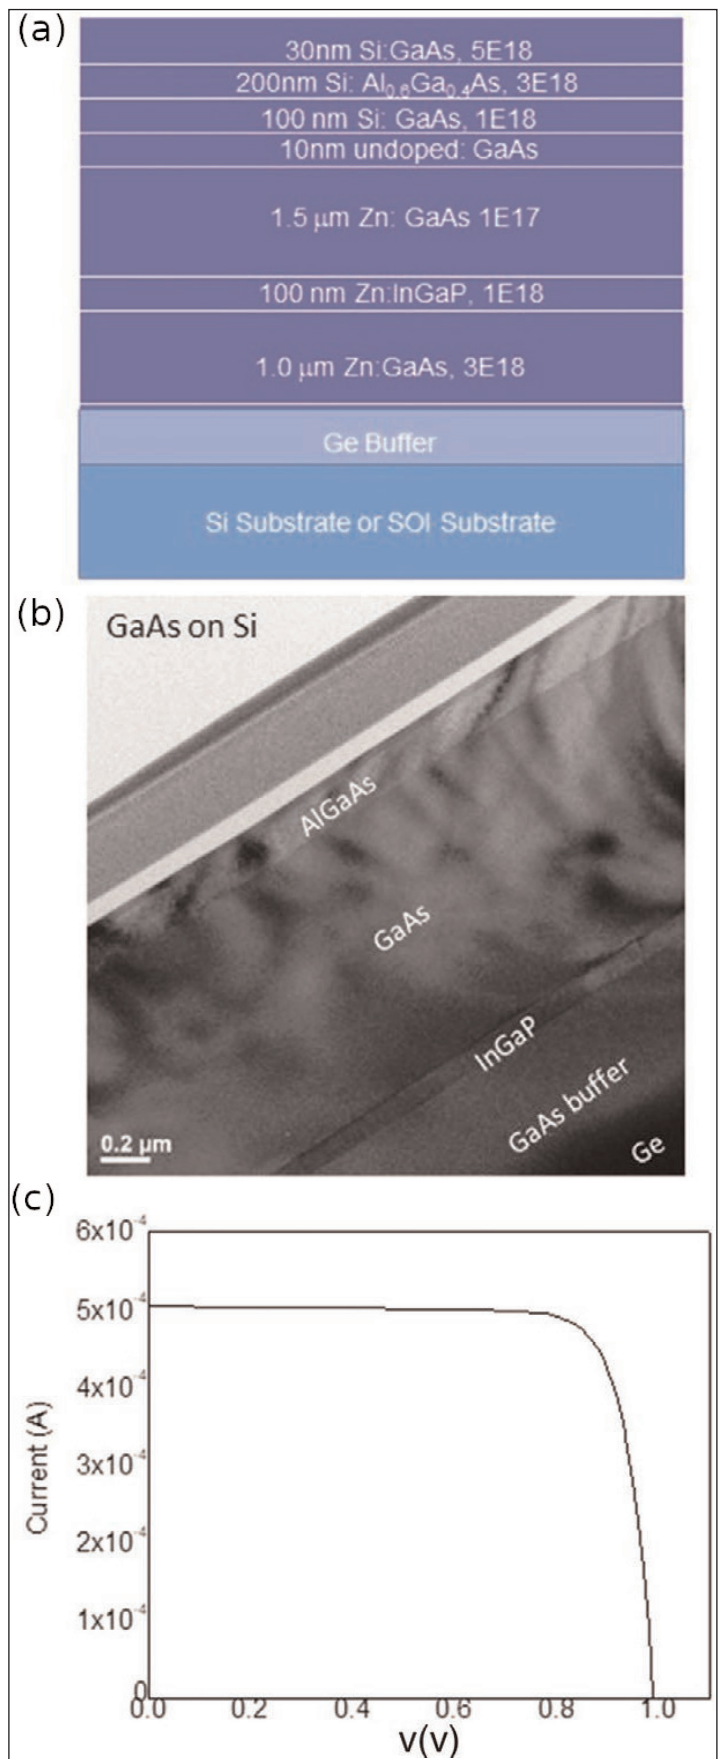 (a)
30nm Si:GaAs, 5E18
200nm Si: Al₀.₆Ga₀.₄As, 3E18
100 nm Si: GaAs, 1E18
10nm undoped: GaAs
1.5 μm Zn: GaAs 1E17
100 nm Zn:InGaP, 1E18
1.0 μm Zn:GaAs, 3E18
Ge Buffer
Si Substrate or SOI Substrate
(b)
GaAs on Si
AlGaAs
GaAs
InGaP
GaAs buffer
Ge
0.2 μm
(c)
6x10⁻⁴
5x10⁻⁴
4x10⁻⁴
3x10⁻⁴
2x10⁻⁴
1x10⁻⁴
0
Current (A)
0.0 0.2 0.4 0.6 0.8 1.0
V(V)